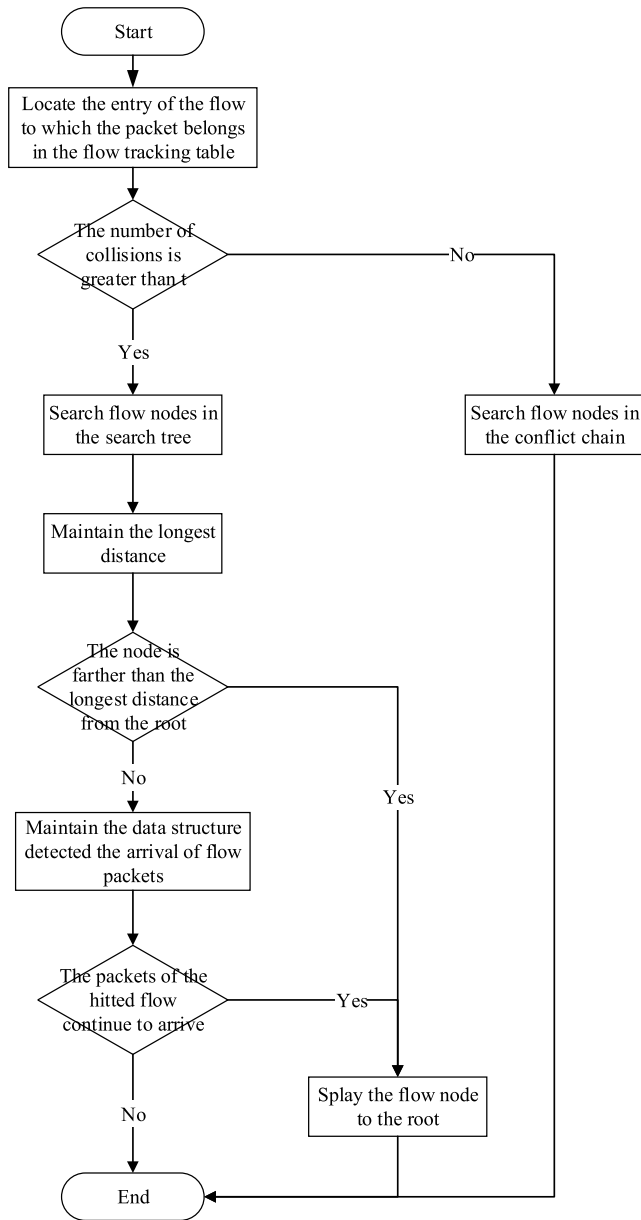 Start
Locate the entry of the flow
to which the packet belongs
in the flow tracking table
The number of
collisions is
greater than t
No
Yes
Search flow nodes in
the search tree
Search flow nodes in
the conflict chain
Maintain the longest
distance
The node is
farther than the
longest distance
from the root
No
Yes
Maintain the data structure
detected the arrival of flow
packets
The packets of the
hitted flow
continue to arrive
Yes
No
Splay the flow node
to the root
End